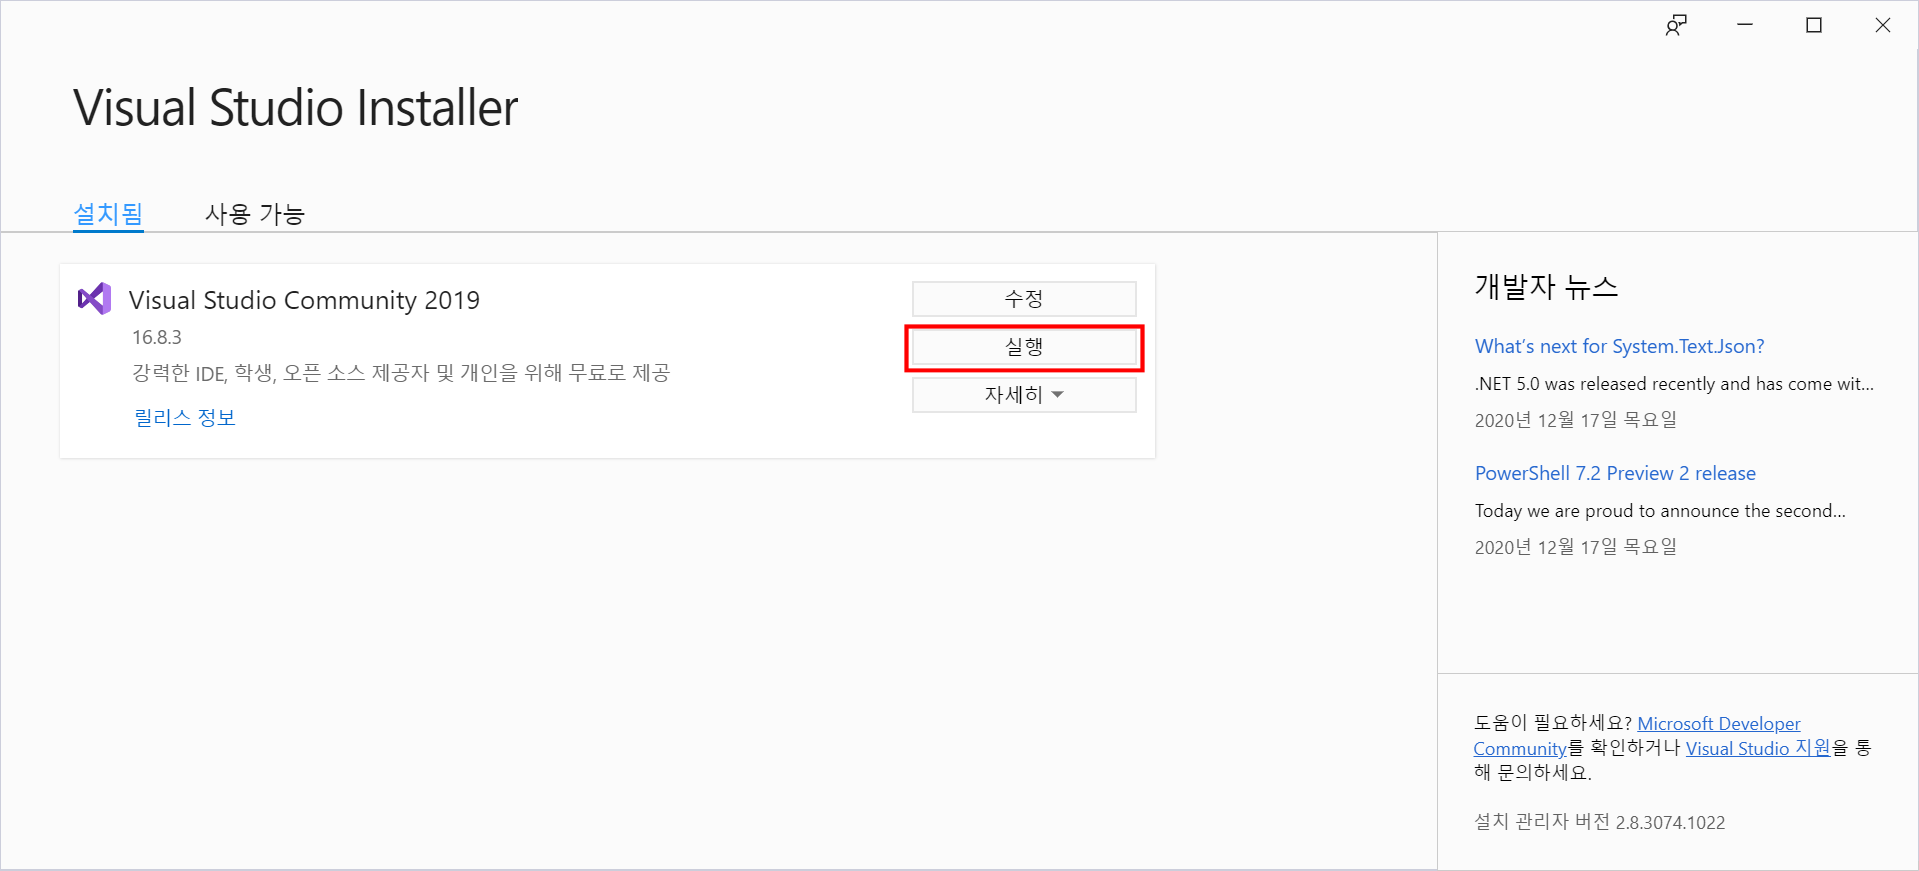 Visual Studio Installer
설치됨
사용 가능
Visual Studio Community 2019
16.8.3
강력한 IDE, 학생, 오픈 소스 제공자 및 개인을 위해 무료로 제공
릴리스 정보
수정
실행
자세히
개발자 뉴스
What's next for System.Text.Json?
.NET 5.0 was released recently and has come wit...
2020년 12월 17일 목요일
PowerShell 7.2 Preview 2 release
Today we are proud to announce the second...
2020년 12월 17일 목요일
도움이 필요하세요? Microsoft Developer
Community를 확인하거나 Visual Studio 지원을 통
해 문의하세요.
설치 관리자 버전 2.8.3074.1022